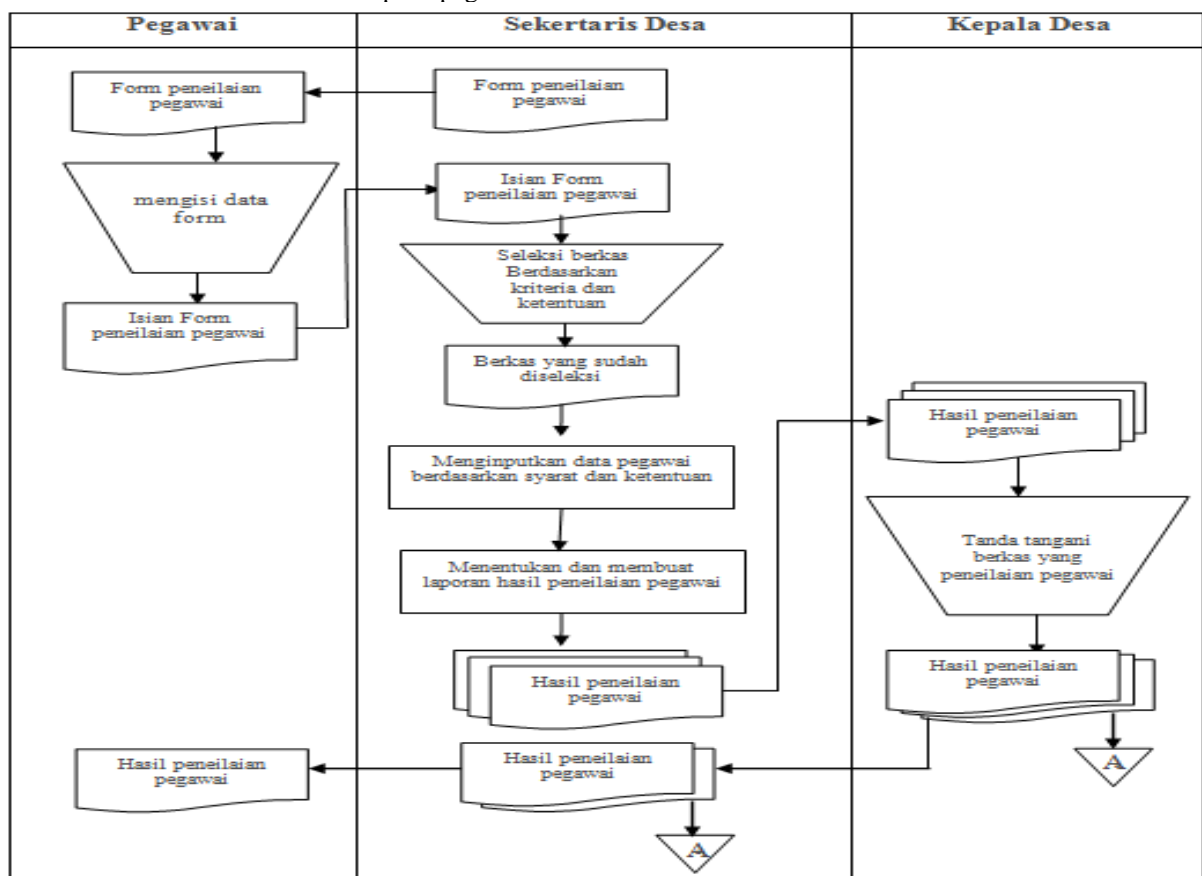 Pegawai
Sekertaris Desa
Kepala Desa
Form peneilaian
pegawai
Form peneilaian
pegawai
mengisi data
form
Isian Form
peneilaian pegawai
Isian Form
peneilaian pegawai
Seleksi berkas
Berdasarkan
kriteria dan
ketentuan
Berkas yang sudah
diseleksi
Menginputkan data pegawai
berdasarkan syarat dan ketentuan
Menentukan dan membuat
laporan hasil peneilaian pegawai
Hasil peneilaian
pegawai
Hasil peneilaian
pegawai
Tanda tangani
berkas yang
peneilaian pegawai
Hasil peneilaian
pegawai
A
Hasil peneilaian
pegawai
A
Hasil peneilaian
pegawai